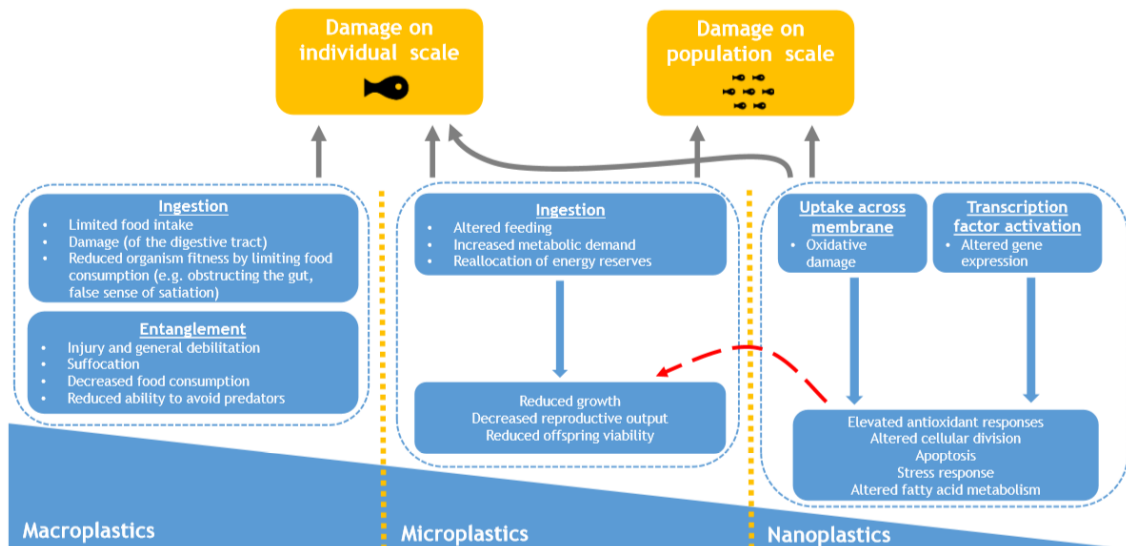 Damage on
individual scale
Damage on
population scale
Ingestion
• Limited food intake
• Damage (of the digestive tract)
• Reduced organism fitness by limiting food
consumption (e.g. obstructing the gut,
false sense of satiation)
Entanglement
• Injury and general debilitation
• Suffocation
• Decreased food consumption
• Reduced ability to avoid predators
Ingestion
• Altered feeding
• Increased metabolic demand
• Reallocation of energy reserves
Reduced growth
Decreased reproductive output
Reduced offspring viability
Uptake across
membrane
• Oxidative
damage
Transcription
factor activation
• Altered gene
expression
Elevated antioxidant responses
Altered cellular division
Apoptosis
Stress response
Altered fatty acid metabolism
Macroplastics
Microplastics
Nanoplastics